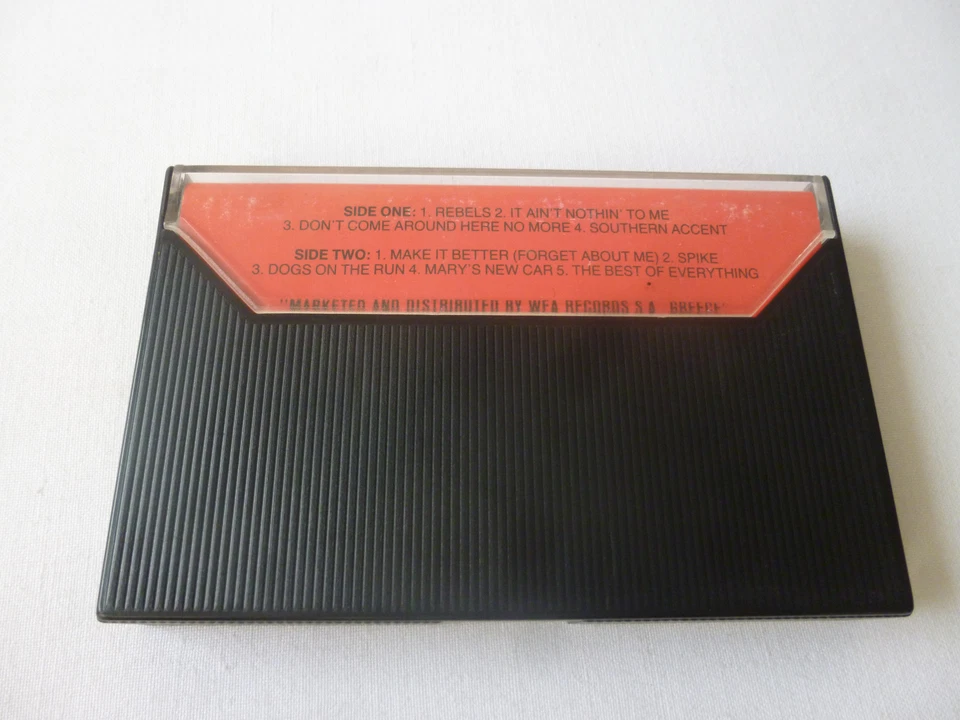 SIDE ONE: 1. REBELS 2. IT AIN'T NOTHIN' TO ME
3. DON'T COME AROUND HERE NO MORE 4. SOUTHERN ACCENT
SIDE TWO: 1. MAKE IT BETTER (FORGET ABOUT ME) 2. SPIKE
3. DOGS ON THE RUN 4. MARY'S NEW CAR 5. THE BEST OF EVERYTHING
"MARKETED AND DISTRIBUTED BY WEA RECORDS S.A. GREECE"